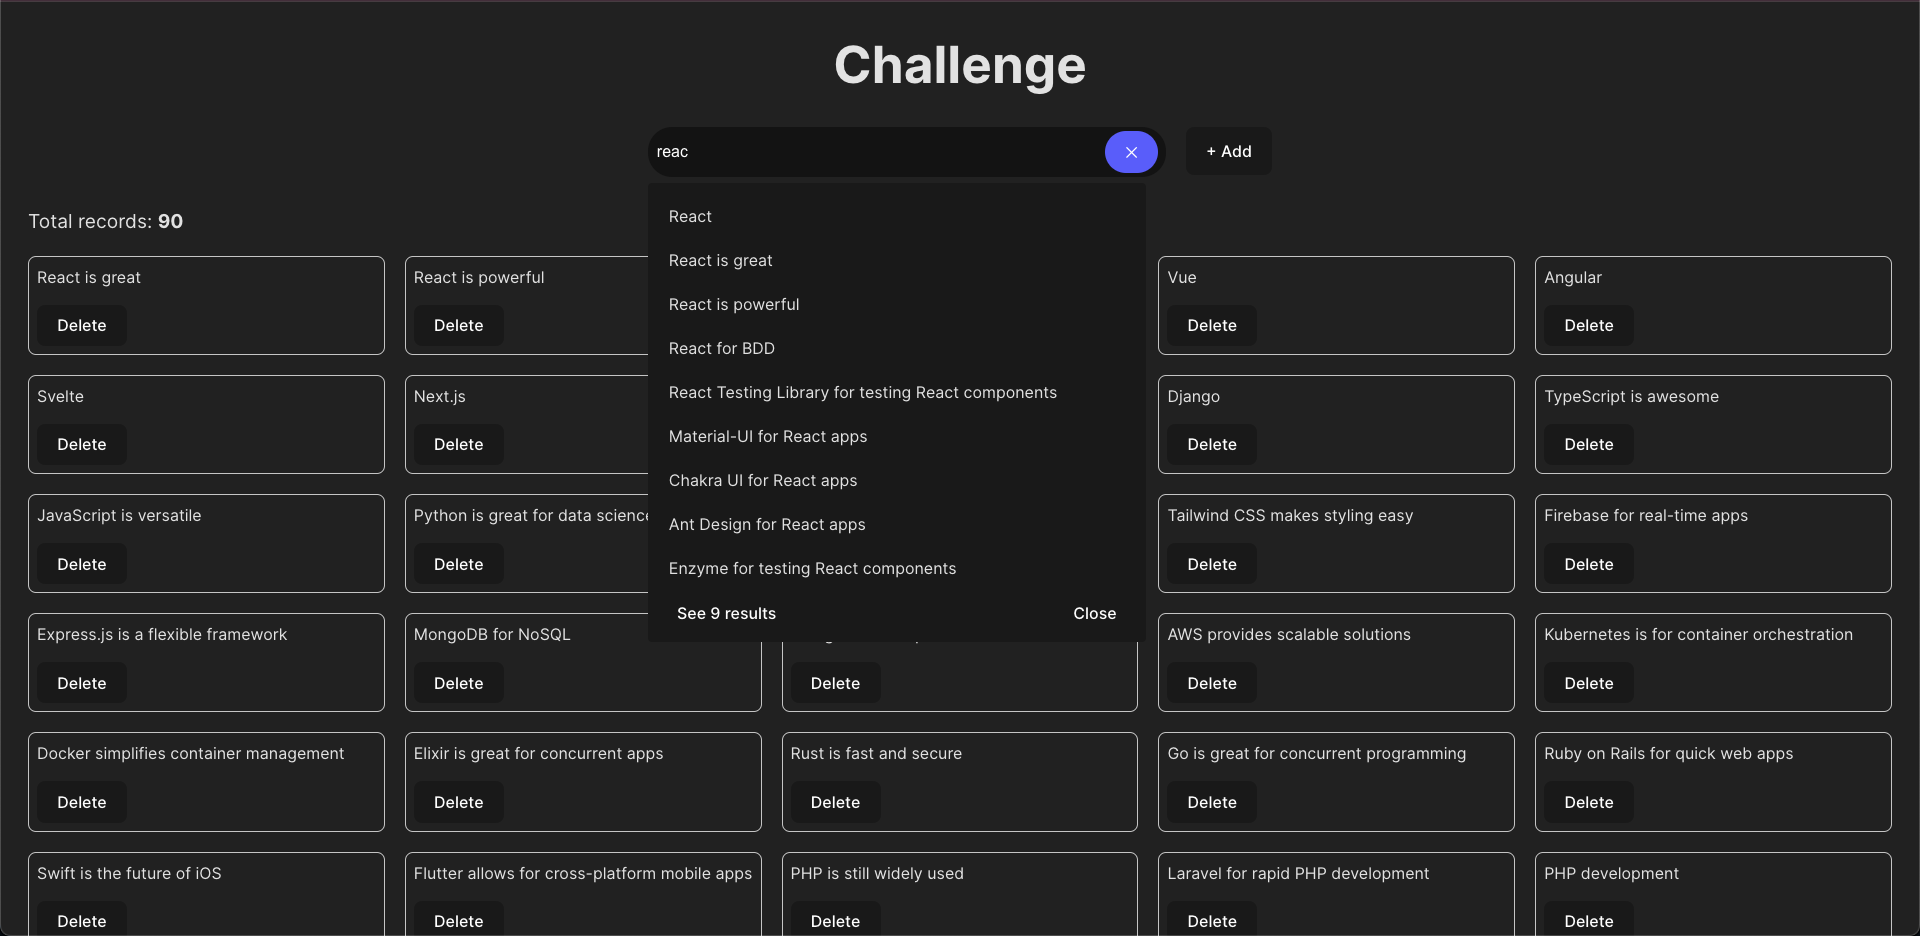 Challenge
reac
+ Add
React
React is great
React is powerful
React for BDD
React Testing Library for testing React components
Material-UI for React apps
Chakra UI for React apps
Ant Design for React apps
Enzyme for testing React components
See 9 results
Close
Total records: 90
React is great
Delete
React is powerful
Delete
Vue
Delete
Angular
Delete
Svelte
Delete
Next.js
Delete
Django
Delete
TypeScript is awesome
Delete
JavaScript is versatile
Delete
Python is great for data science
Delete
Tailwind CSS makes styling easy
Delete
Firebase for real-time apps
Delete
Express.js is a flexible framework
Delete
MongoDB for NoSQL
Delete
Delete
AWS provides scalable solutions
Delete
Kubernetes is for container orchestration
Delete
Docker simplifies container management
Delete
Elixir is great for concurrent apps
Delete
Rust is fast and secure
Delete
Go is great for concurrent programming
Delete
Ruby on Rails for quick web apps
Delete
Swift is the future of iOS
Delete
Flutter allows for cross-platform mobile apps
Delete
PHP is still widely used
Delete
Laravel for rapid PHP development
Delete
PHP development
Delete